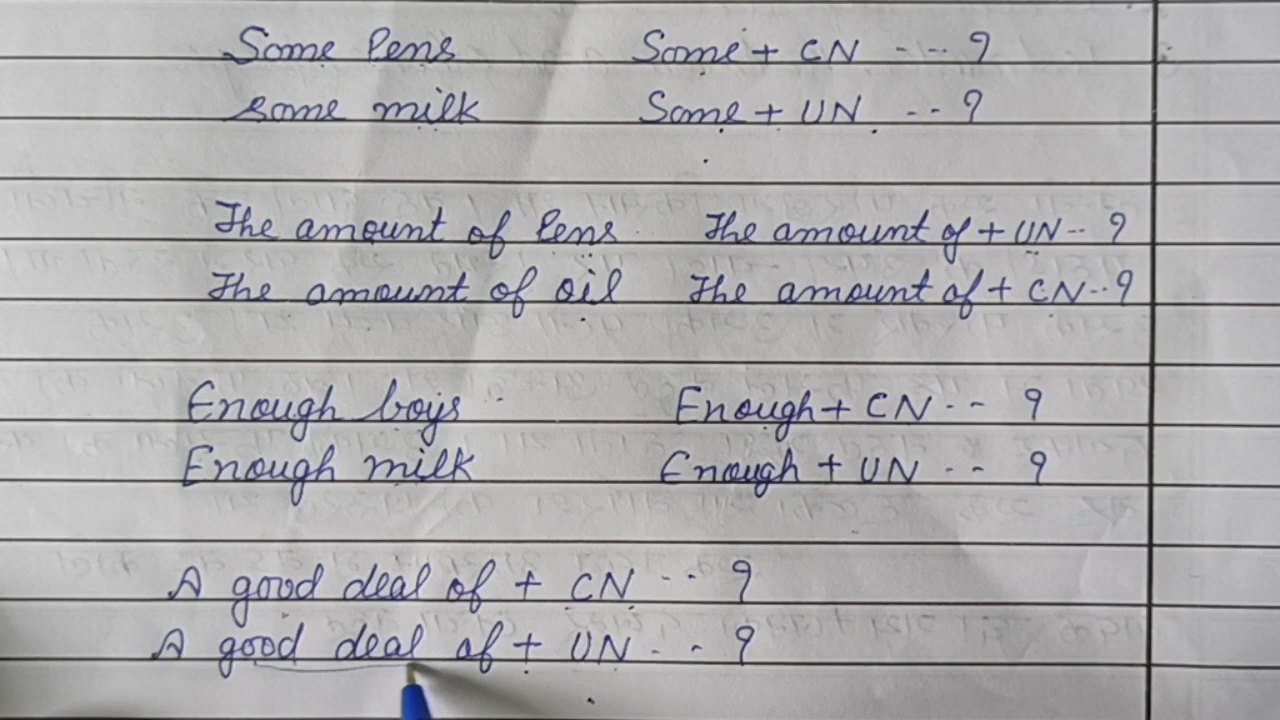 Some Pens Some + CN --- ?
some milk Some + UN -- ?
The amount of Pens The amount of + UN -- ?
The amount of oil The amount of + CN -- ?
Enough boys Enough + CN -- ?
Enough milk Enough + UN -- ?
A good deal of + CN --- ?
A good deal of + UN -- ?